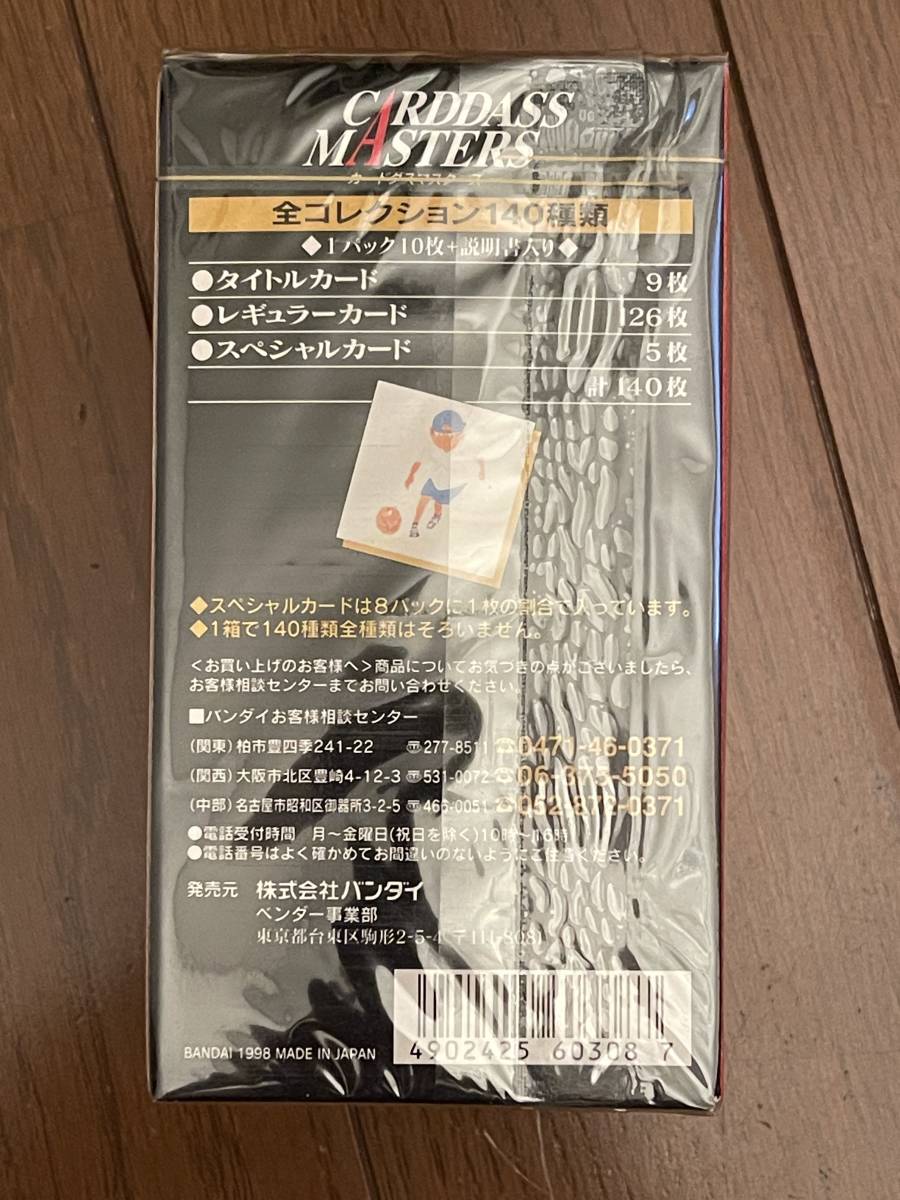 CARDDASS
MASTERS
カードダスマスターズ
全コレクション140種類
◆1パック10枚+説明書入り◆
●タイトルカード 9枚
●レギュラーカード 126枚
●スペシャルカード 5枚
計140枚
◆スペシャルカードは8パックに1枚の割合で入っています。
◆1箱で140種類全種類はそろいません。
<お買い上げのお客様へ>商品についてお気づきの点がございましたら、
お客様相談センターまでお問い合わせください。
■バンダイお客様相談センター
(関東)柏市豊四季241-22 〠277-8511 ☎0471-46-0371
(関西)大阪市北区豊崎4-12-3 〠531-0072 ☎06-375-5050
(中部)名古屋市昭和区御器所3-2-5 〠466-0051 ☎052-872-0371
●電話受付時間 月〜金曜日(祝日を除く)10時〜16時
●電話番号はよく確かめてお間違いのないようにご注意ください。
発売元 株式会社バンダイ
ベンダー事業部
東京都台東区駒形2-5-4 〒111-8081
BANDAI 1998 MADE IN JAPAN
4902425 60308 7